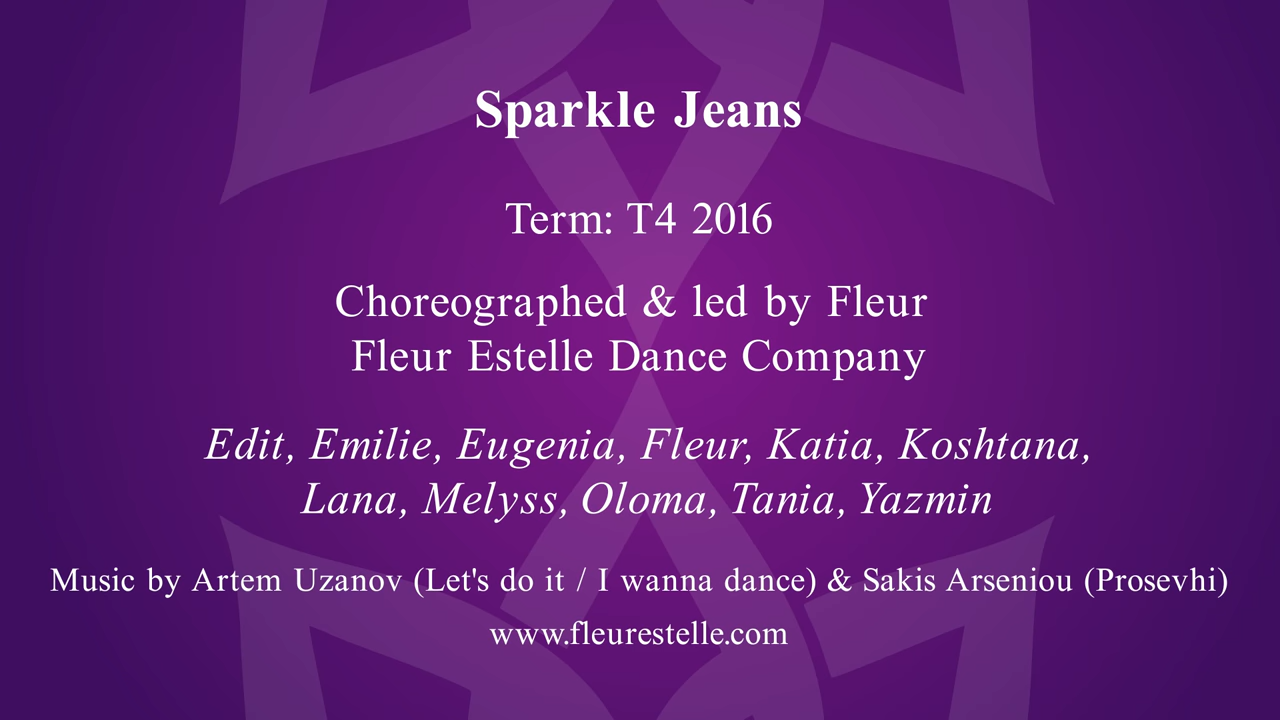 Sparkle Jeans
Term: T4 2016
Choreographed & led by Fleur
Fleur Estelle Dance Company
Edit, Emilie, Eugenia, Fleur, Katia, Koshtana,
Lana, Melyss, Oloma, Tania, Yazmin
Music by Artem Uzanov (Let's do it / I wanna dance) & Sakis Arseniou (Prosevhi)
www.fleurestelle.com